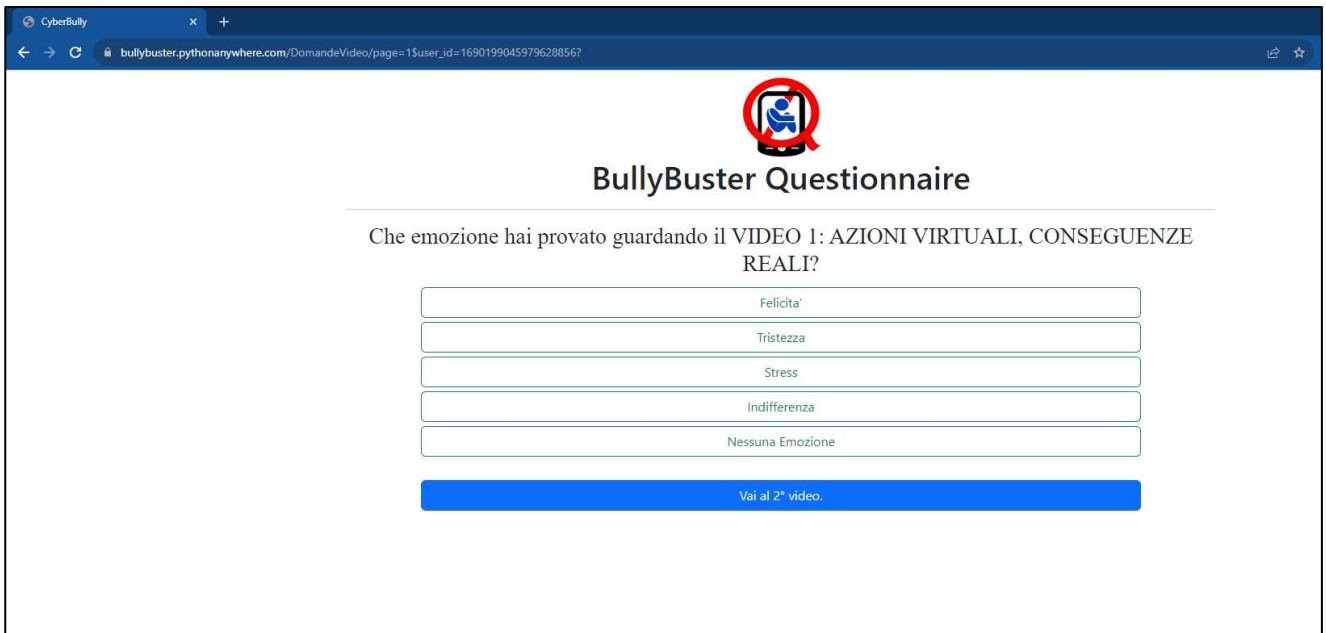 CyberBully
bullybuster.pythonanywhere.com/DomandeVideo/page=1$user_id=1690199045979628856?
BullyBuster Questionnaire
Che emozione hai provato guardando il VIDEO 1: AZIONI VIRTUALI, CONSEGUENZE
REALI?
Felicita'
Tristezza
Stress
Indifferenza
Nessuna Emozione
Vai al 2° video.